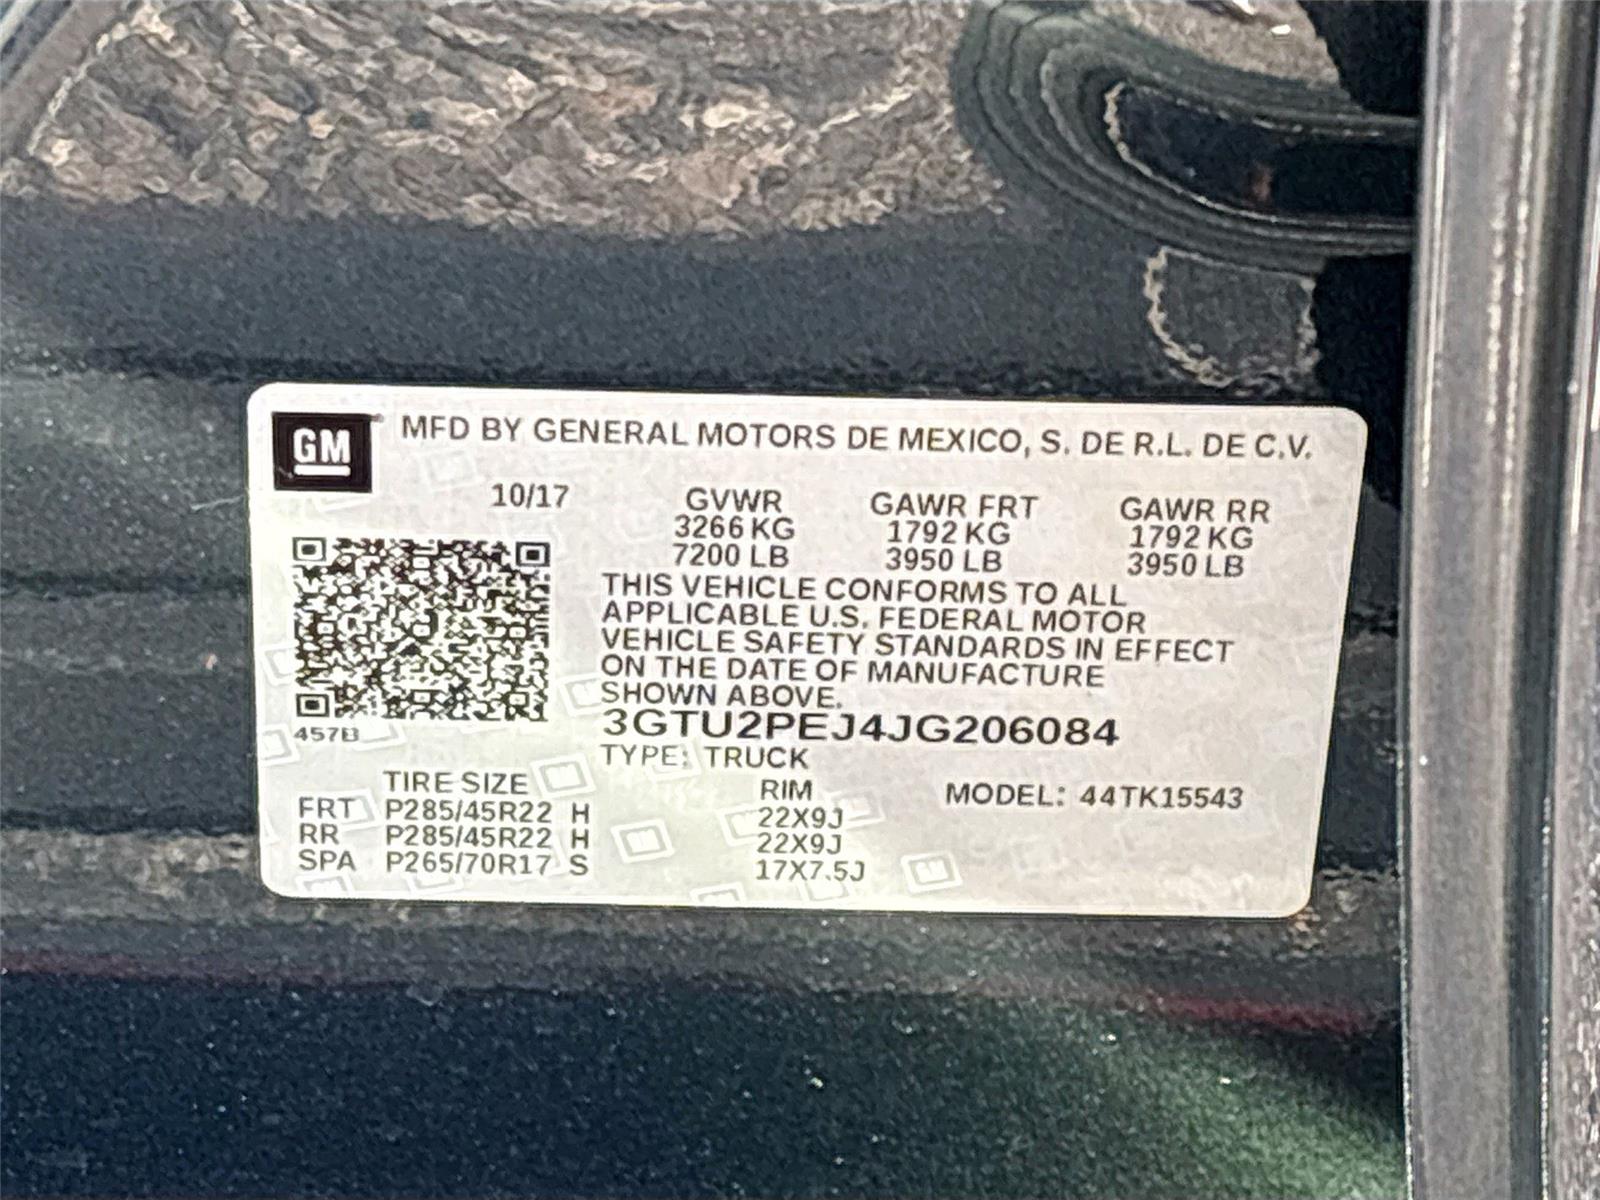 GM MFD BY GENERAL MOTORS DE MEXICO, S. DE R.L. DE C.V.
10/17 GVWR GAWR FRT GAWR RR
3266 KG 1792 KG 1792 KG
7200 LB 3950 LB 3950 LB
THIS VEHICLE CONFORMS TO ALL
APPLICABLE U.S. FEDERAL MOTOR
VEHICLE SAFETY STANDARDS IN EFFECT
ON THE DATE OF MANUFACTURE
SHOWN ABOVE.
457B 3GTU2PEJ4JG206084
TYPE: TRUCK
TIRE SIZE RIM MODEL: 44TK15543
FRT P285/45R22 H 22X9J
RR P285/45R22 H 22X9J
SPA P265/70R17 S 17X7.5J